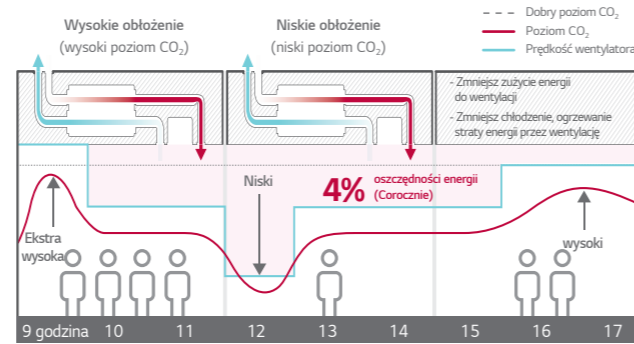 Wysokie obłożenie
(wysoki poziom CO₂)
Niskie obłożenie
(niski poziom CO₂)
Dobry poziom CO₂
Poziom CO₂
Prędkość wentylatora
- Zmniejsz zużycie energii
do wentylacji
- Zmniejsz chłodzenie, ogrzewanie
straty energii przez wentylację
Niski
4% oszczędności energii
(Corocznie)
Ekstra
wysoka
wysoki
9 godzina 10 11 12 13 14 15 16 17